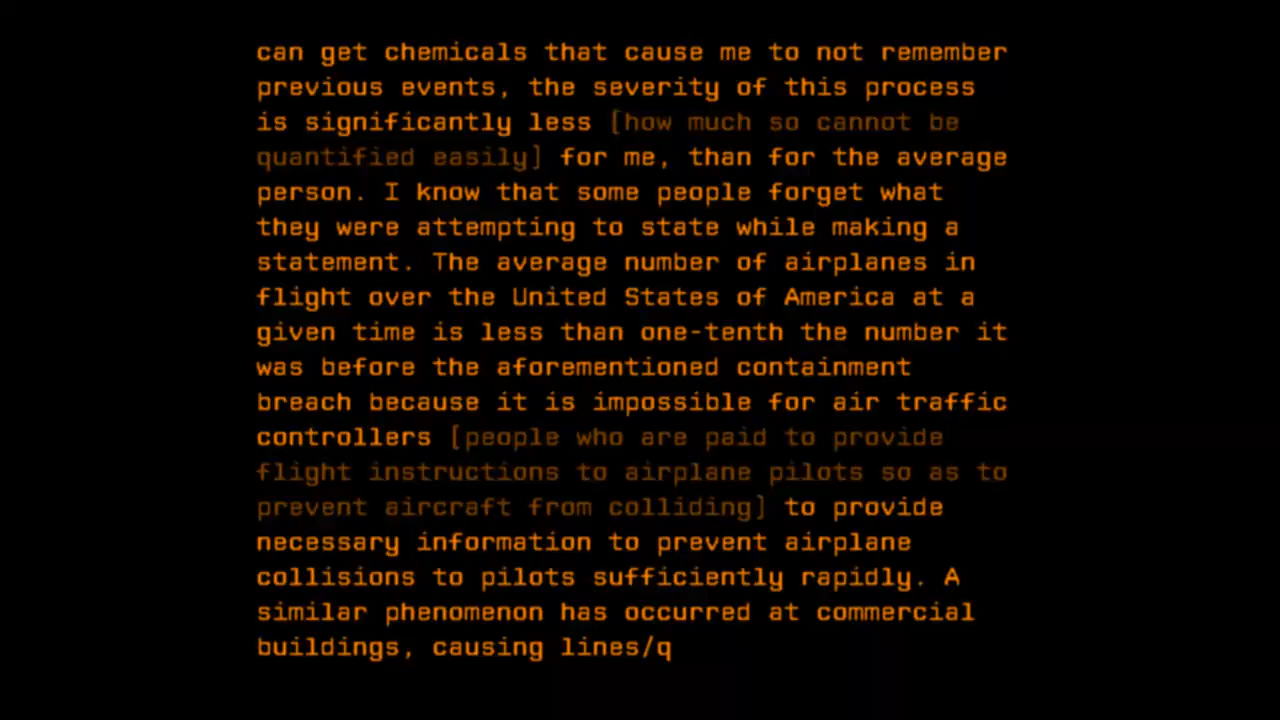 can get chemicals that cause me to not remember
previous events, the severity of this process
is significantly less [how much so cannot be
quantified easily] for me, than for the average
person. I know that some people forget what
they were attempting to state while making a
statement. The average number of airplanes in
flight over the United States of America at a
given time is less than one-tenth the number it
was before the aforementioned containment
breach because it is impossible for air traffic
controllers [people who are paid to provide
flight instructions to airplane pilots so as to
prevent aircraft from colliding] to provide
necessary information to prevent airplane
collisions to pilots sufficiently rapidly. A
similar phenomenon has occurred at commercial
buildings, causing lines/q